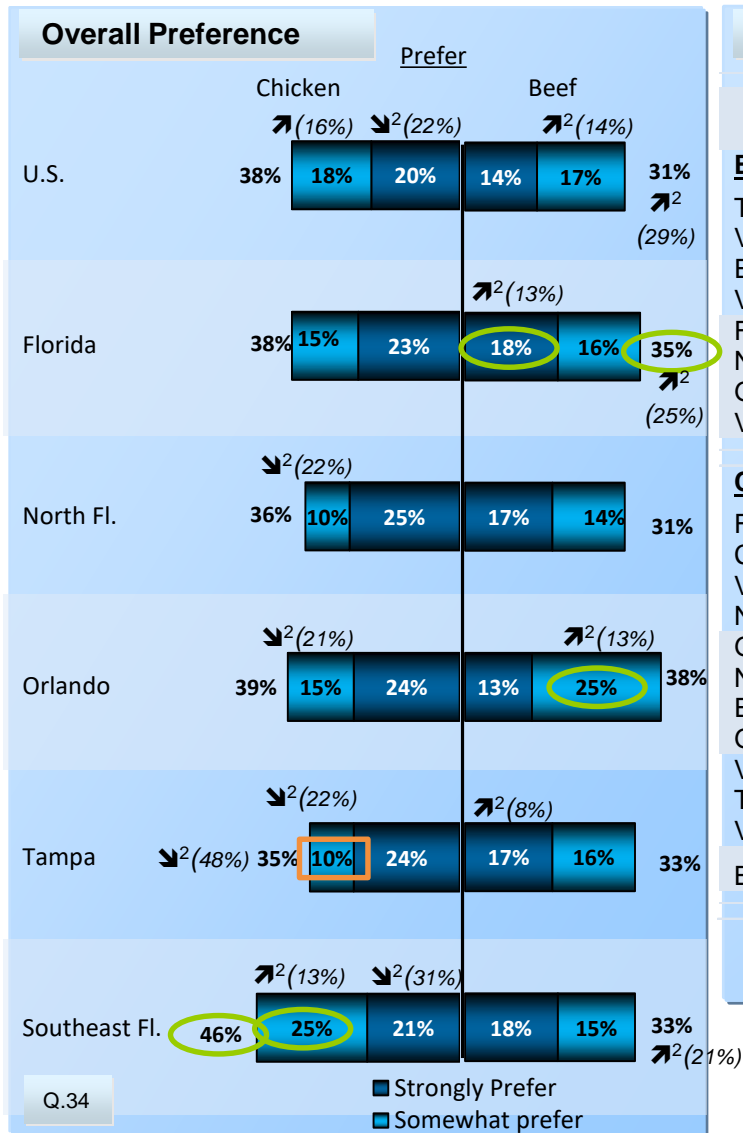 Overall Preference
Prefer
Chicken Beef
↗(16%) ↘²(22%) ↗²(14%)
U.S. 38% 18% 20% 14% 17% 31%
↗²
(29%)
↗²(13%)
Florida 38% 15% 23% 18% 16% 35%
↗²
(25%)
↘²(22%)
North Fl. 36% 10% 25% 17% 14% 31%
↘²(21%) ↗²(13%)
Orlando 39% 15% 24% 13% 25% 38%
↘²(22%) ↗²(8%)
Tampa ↘²(48%) 35% 10% 24% 17% 16% 33%
↗²(13%) ↘²(31%)
Southeast Fl. 46% 25% 21% 18% 15% 33%
↗²(21%)
Q.34
Strongly Prefer
Somewhat prefer